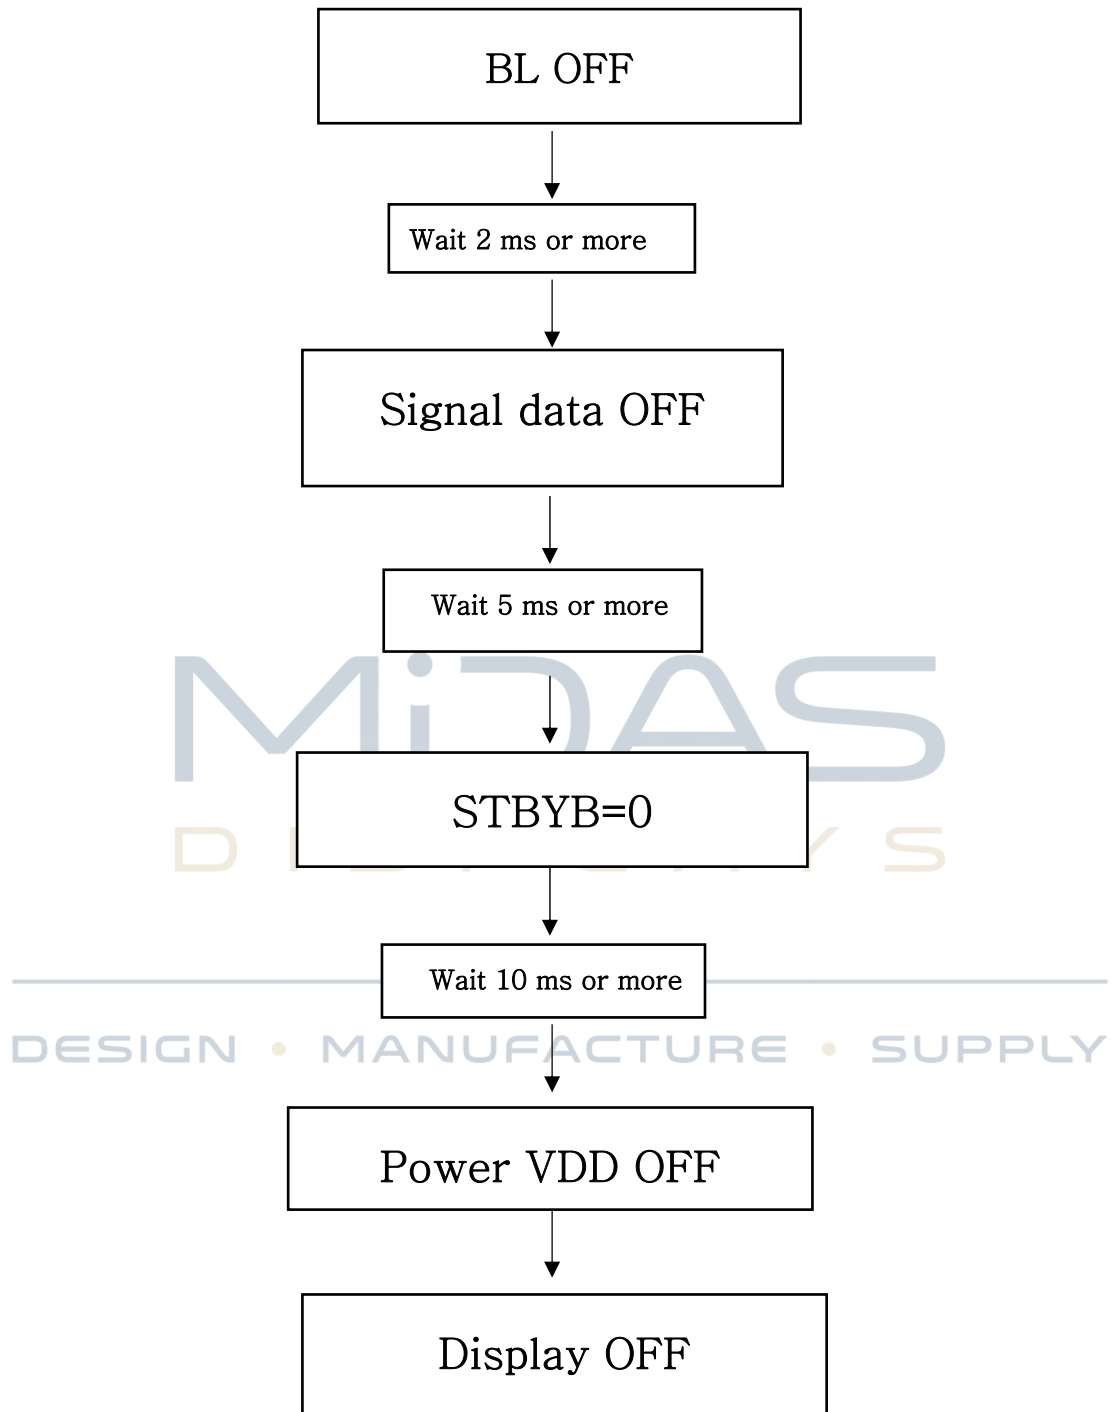 BL OFF
Wait 2 ms or more
Signal data OFF
Wait 5 ms or more
MiDAS
STBYB=0
DISPLAYS
Wait 10 ms or more
DESIGN • MANUFACTURE • SUPPLY
Power VDD OFF
Display OFF